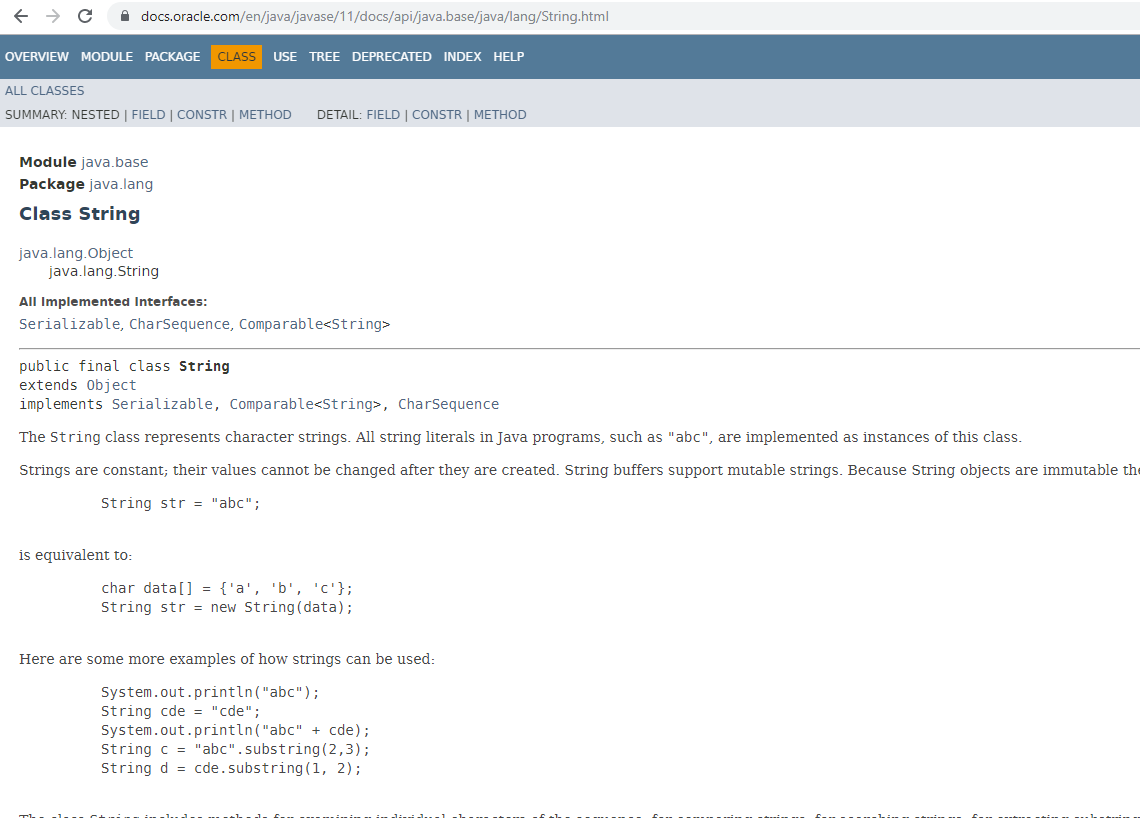 docs.oracle.com/en/java/javase/11/docs/api/java.base/java/lang/String.html
OVERVIEW MODULE PACKAGE CLASS USE TREE DEPRECATED INDEX HELP
ALL CLASSES
SUMMARY: NESTED | FIELD | CONSTR | METHOD DETAIL: FIELD | CONSTR | METHOD
Module java.base
Package java.lang
Class String
java.lang.Object
java.lang.String
All Implemented Interfaces:
Serializable, CharSequence, Comparable<String>
public final class String
extends Object
implements Serializable, Comparable<String>, CharSequence
The String class represents character strings. All string literals in Java programs, such as "abc", are implemented as instances of this class.
Strings are constant; their values cannot be changed after they are created. String buffers support mutable strings. Because String objects are immutable
String str = "abc";
is equivalent to:
char data[] = {'a', 'b', 'c'};
String str = new String(data);
Here are some more examples of how strings can be used:
System.out.println("abc");
String cde = "cde";
System.out.println("abc" + cde);
String c = "abc".substring(2,3);
String d = cde.substring(1, 2);